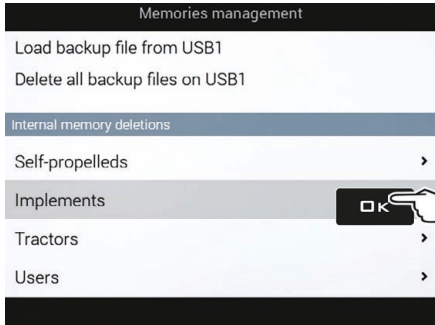 Memories management
Load backup file from USB1
Delete all backup files on USB1
Internal memory deletions
Self-propelleds
Implements
OK
Tractors
Users